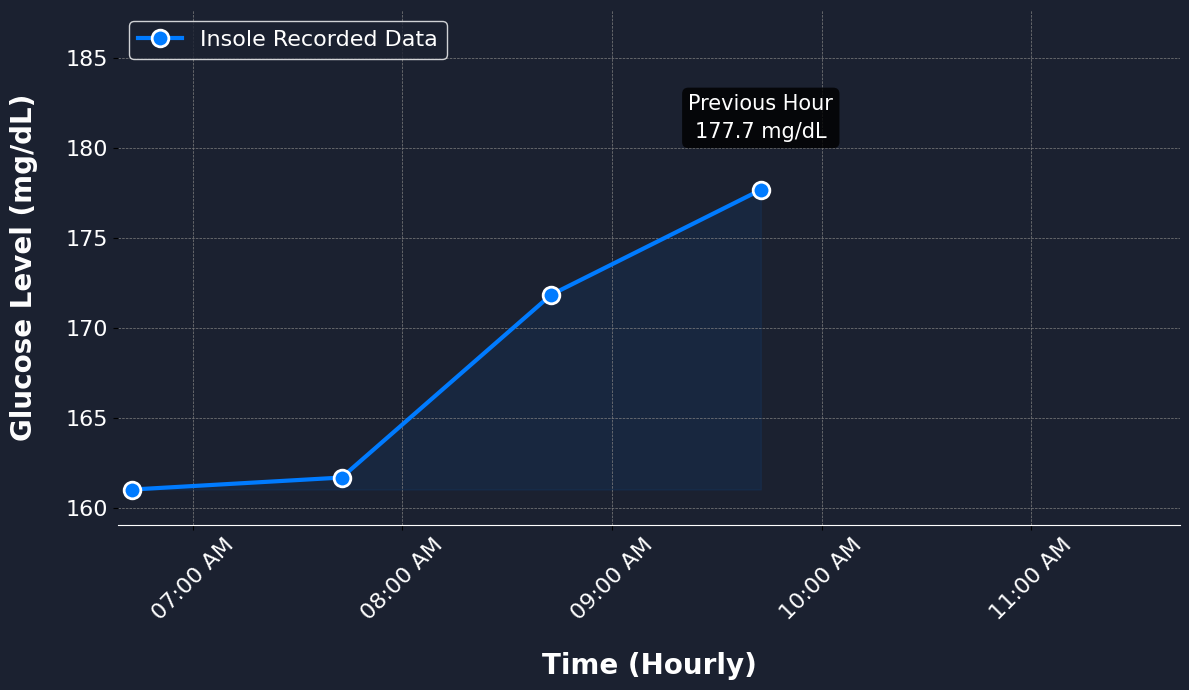 Insole Recorded Data
Previous Hour
177.7 mg/dL
Glucose Level (mg/dL)
185
180
175
170
165
160
07:00 AM
08:00 AM
09:00 AM
10:00 AM
11:00 AM
Time (Hourly)